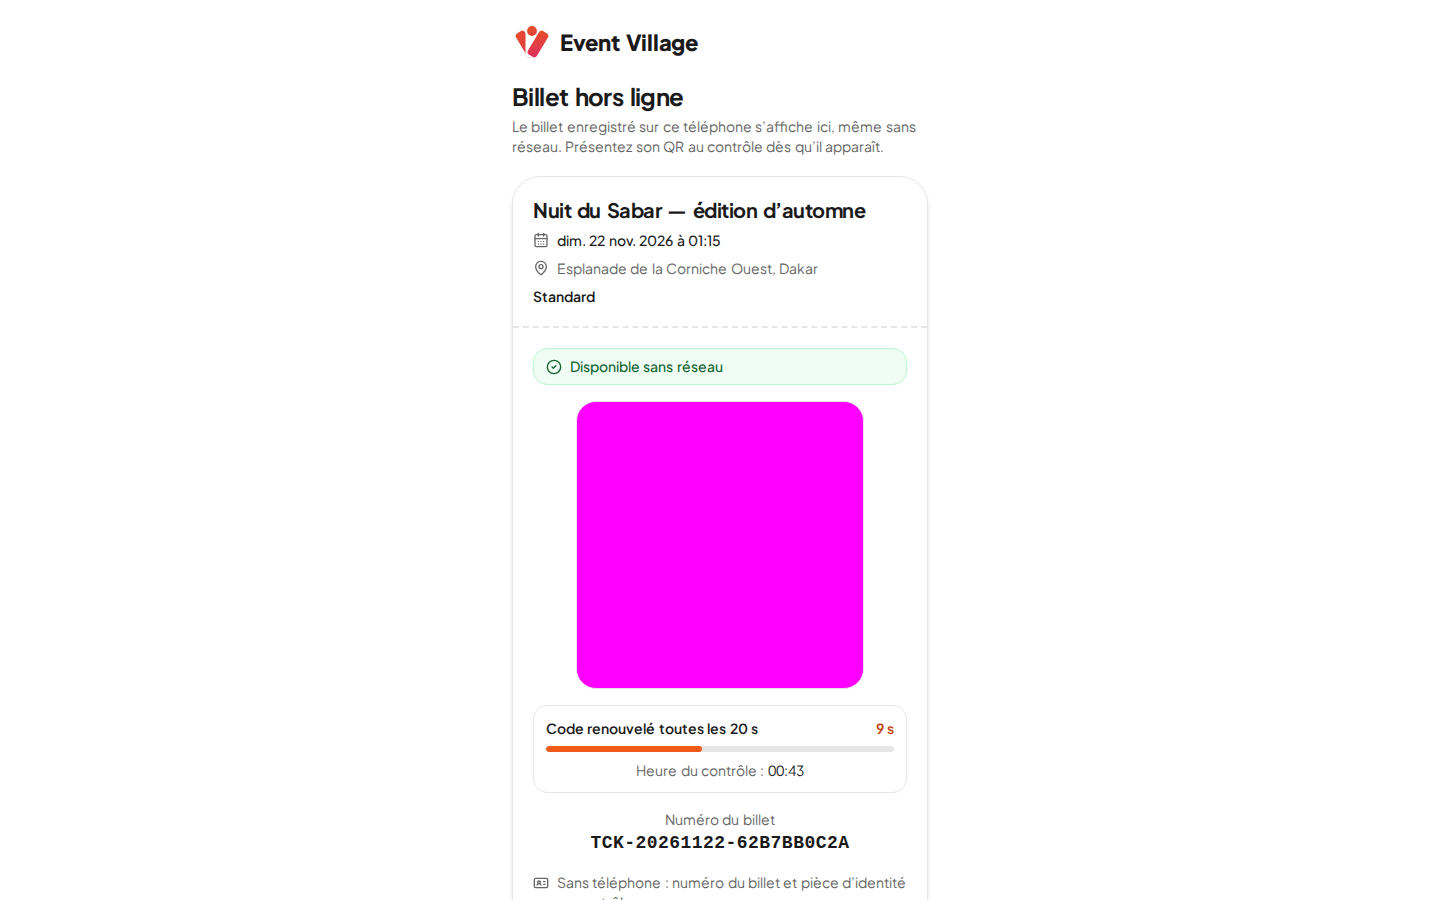 Event Village
Billet hors ligne
Le billet enregistré sur ce téléphone s’affiche ici, même sans
réseau. Présentez son QR au contrôle dès qu’il apparaît.
Nuit du Sabar — édition d’automne
dim. 22 nov. 2026 à 01:15
Esplanade de la Corniche Ouest, Dakar
Standard
Disponible sans réseau
Code renouvelé toutes les 20 s
9 s
Heure du contrôle : 00:43
Numéro du billet
TCK-20261122-62B7BB0C2A
Sans téléphone : numéro du billet et pièce d’identité